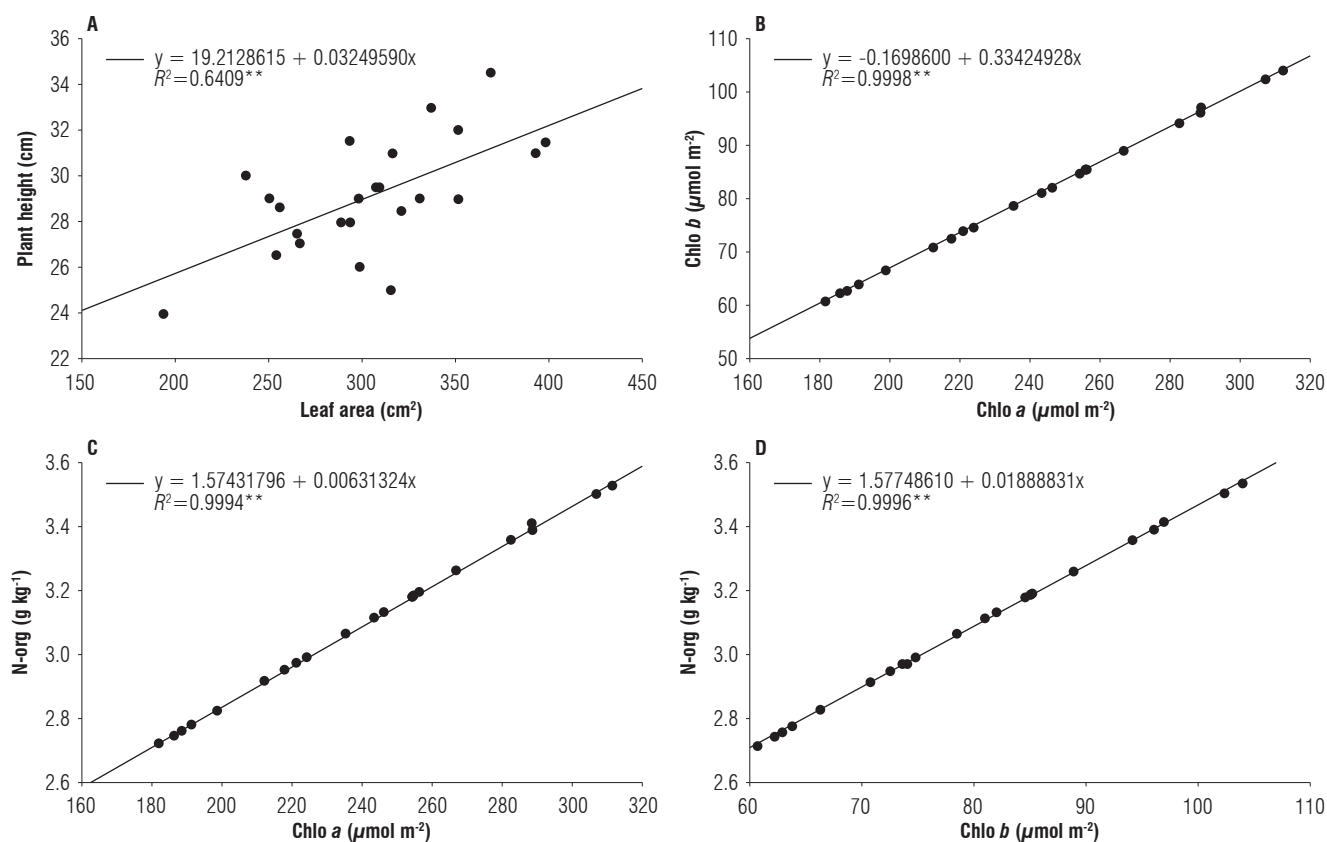 A
y = 19.2128615 + 0.03249590x
R²=0.6409**
Plant height (cm)
36
34
32
30
28
26
24
22
150 200 250 300 350 400 450
Leaf area (cm²)
B
y = -0.1698600 + 0.33424928x
R²=0.9998**
Chlo b (µmol m⁻²)
110
100
90
80
70
60
50
160 180 200 220 240 260 280 300 320
Chlo a (µmol m⁻²)
C
y = 1.57431796 + 0.00631324x
R²=0.9994**
N-org (g kg⁻¹)
3.6
3.4
3.2
3.0
2.8
2.6
160 180 200 220 240 260 280 300 320
Chlo a (µmol m⁻²)
D
y = 1.57748610 + 0.01888831x
R²=0.9996**
N-org (g kg⁻¹)
3.6
3.4
3.2
3.0
2.8
2.6
60 70 80 90 100 110
Chlo b (µmol m⁻²)